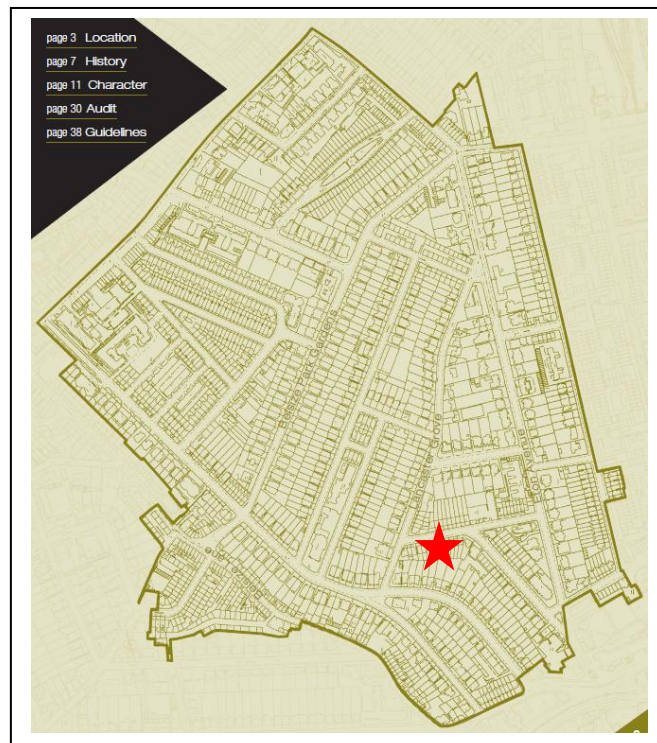 page 3 Location
page 7 History
page 11 Character
page 30 Audit
page 38 Guidelines
Belsize Park Gardens
Lancaster Grove